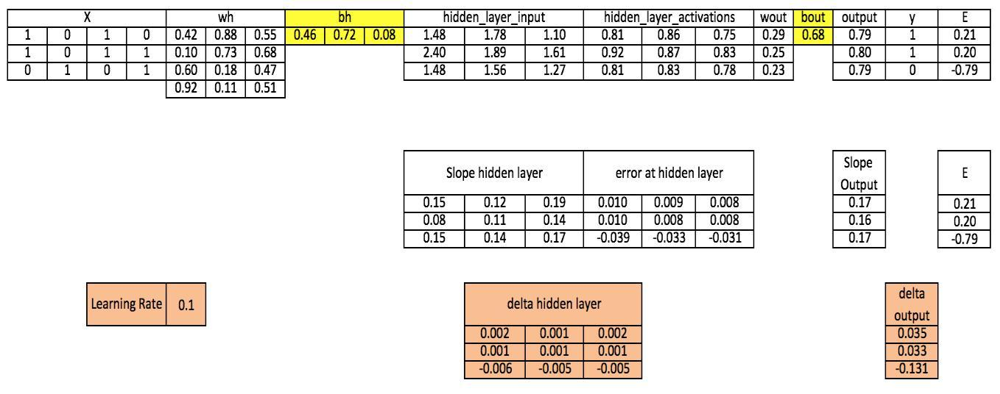 X wh bh hidden_layer_input hidden_layer_activations wout bout output y E
1 0 1 0 0.42 0.88 0.55 0.46 0.72 0.08 1.48 1.78 1.10 0.81 0.86 0.75 0.29 0.68 0.79 1 0.21
1 0 1 1 0.10 0.73 0.68 2.40 1.89 1.61 0.92 0.87 0.83 0.25 0.80 1 0.20
0 1 0 1 0.60 0.18 0.47 1.48 1.56 1.27 0.81 0.83 0.78 0.23 0.79 0 -0.79
0.92 0.11 0.51
Slope hidden layer error at hidden layer Slope Output E
0.15 0.12 0.19 0.010 0.009 0.008 0.17 0.21
0.08 0.11 0.14 0.010 0.008 0.008 0.16 0.20
0.15 0.14 0.17 -0.039 -0.033 -0.031 0.17 -0.79
Learning Rate 0.1 delta hidden layer delta output
0.002 0.001 0.002 0.035
0.001 0.001 0.001 0.033
-0.006 -0.005 -0.005 -0.131